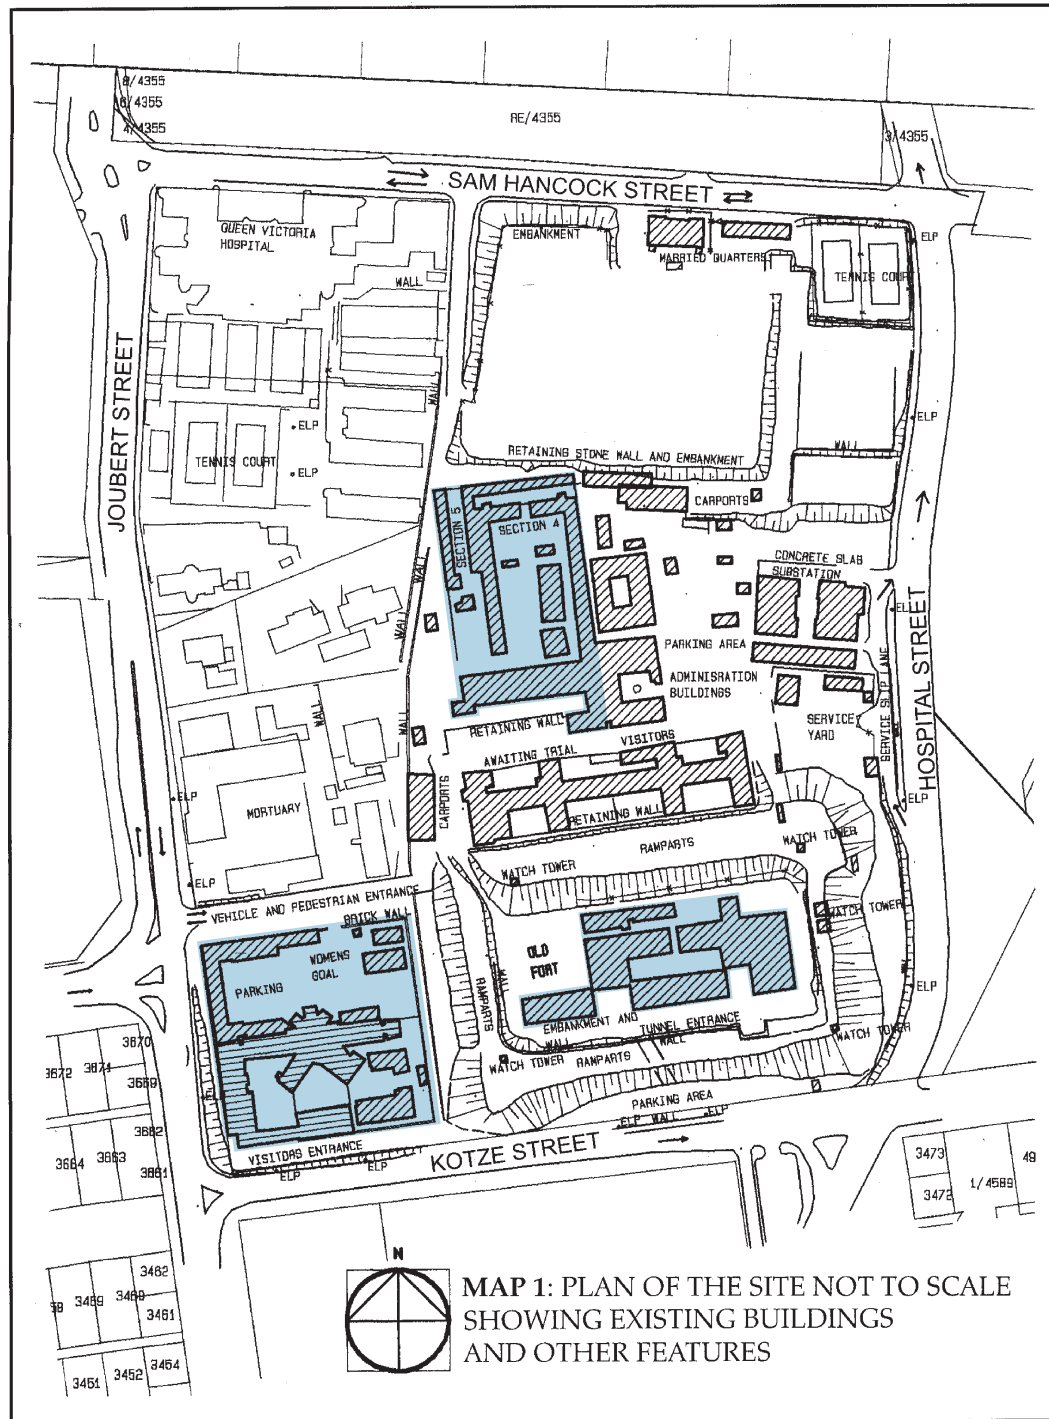 8/4355
6/4355
4/4355
RE/4355
3/4355
SAM HANCOCK STREET
QUEEN VICTORIA
HOSPITAL
EMBANKMENT
MARRIED QUARTERS
ELP
WALL
TENNIS COURT
JOUBERT STREET
WALL
ELP
ELP
WALL
TENNIS COURT
ELP
RETAINING STONE WALL AND EMBANKMENT
CARPORTS
SECTION 5
SECTION 4
CONCRETE SLAB
SUBSTATION
WALL
WALL
PARKING AREA
ADMINISRATION
BUILDINGS
HOSPITAL STREET
SERVICE SLIP LANE
SERVICE
YARD
WALL
WALL
RETAINING WALL
AWAITING TRIAL
VISITORS
ELP
MORTUARY
CARPORTS
RETAINING WALL
ELP
RAMPARTS
WATCH TOWER
WATCH TOWER
ELP
VEHICLE AND PEDESTRIAN ENTRANCE
BRICK WALL
WATCH TOWER
WOMENS
GOAL
PARKING
OLD
FORT
RAMPARTS
WALL
ELP
EMBANKMENT AND
WALL
TUNNEL ENTRANCE
WALL
WATCH TOWER
WATCH TOWER
RAMPARTS
3670
3672
3671
3669
PARKING AREA
ELP
WALL
ELP
3662
3664
3663
3661
VISITORS ENTRANCE
ELP
ELP
KOTZE STREET
3473
3472
1/4589
49
N
3462
3469
3460
3461
3454
3452
3451
MAP 1: PLAN OF THE SITE NOT TO SCALE
SHOWING EXISTING BUILDINGS
AND OTHER FEATURES